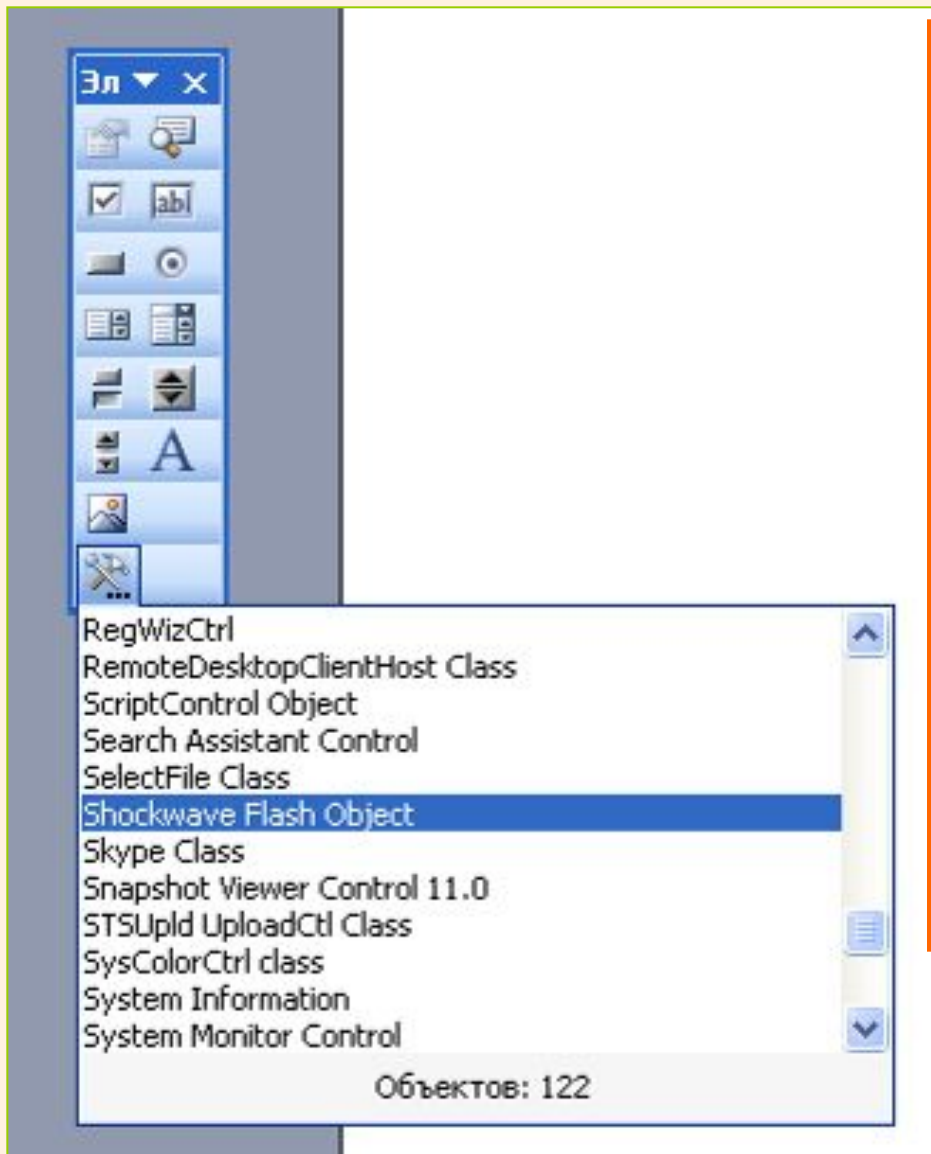 Эл
abl
A
RegWizCtrl
RemoteDesktopClientHost Class
ScriptControl Object
Search Assistant Control
SelectFile Class
Shockwave Flash Object
Skype Class
Snapshot Viewer Control 11.0
STSUpld UploadCtl Class
SysColorCtrl class
System Information
System Monitor Control
Объектов: 122